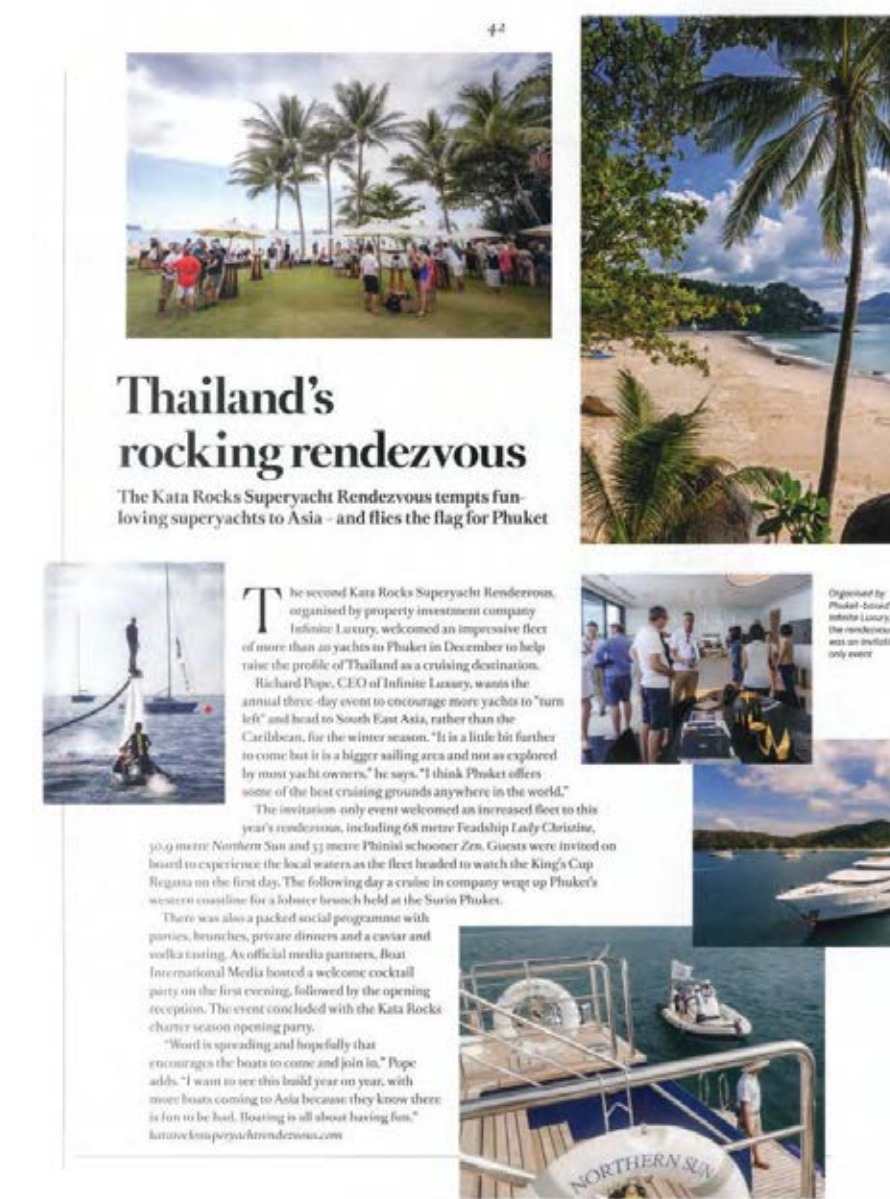 42
Thailand's
rocking rendezvous
The Kata Rocks Superyacht Rendezvous tempts fun-
loving superyachts to Asia – and flies the flag for Phuket
The second Kata Rocks Superyacht Rendezvous,
organised by property investment company
Infinite Luxury, welcomed an impressive fleet
of more than 20 yachts to Phuket in December to help
raise the profile of Thailand as a cruising destination.
Richard Pope, CEO of Infinite Luxury, wants the
annual three-day event to encourage more yachts to "turn
left" and head to South East Asia, rather than the
Caribbean, for the winter season. "It is a little bit further
to come but it is a bigger sailing area and not as explored
by most yacht owners," he says. "I think Phuket offers
some of the best cruising grounds anywhere in the world."
The invitation-only event welcomed an increased fleet to this
year's rendezvous, including 68 metre Feadship Lady Christine,
50.9 metre Northern Sun and 53 metre Phinisi schooner Zen. Guests were invited on
board to experience the local waters as the fleet headed to watch the King's Cup
Regatta on the first day. The following day a cruise in company went up Phuket's
western coastline for a lobster brunch held at the Surin Phuket.
There was also a packed social programme with
parties, brunches, private dinners and a caviar and
vodka tasting. As official media partners, Boat
International Media hosted a welcome cocktail
party on the first evening, followed by the opening
reception. The event concluded with the Kata Rocks
charter season opening party.
"Word is spreading and hopefully that
encourages the boats to come and join in," Pope
adds. "I want to see this build year on year, with
more boats coming to Asia because they know there
is fun to be had. Boating is all about having fun."
katarockssuperyachtrendezvous.com
Organised by
Phuket-based
Infinite Luxury,
the rendezvous
was an invitati
only event
NORTHERN SUN